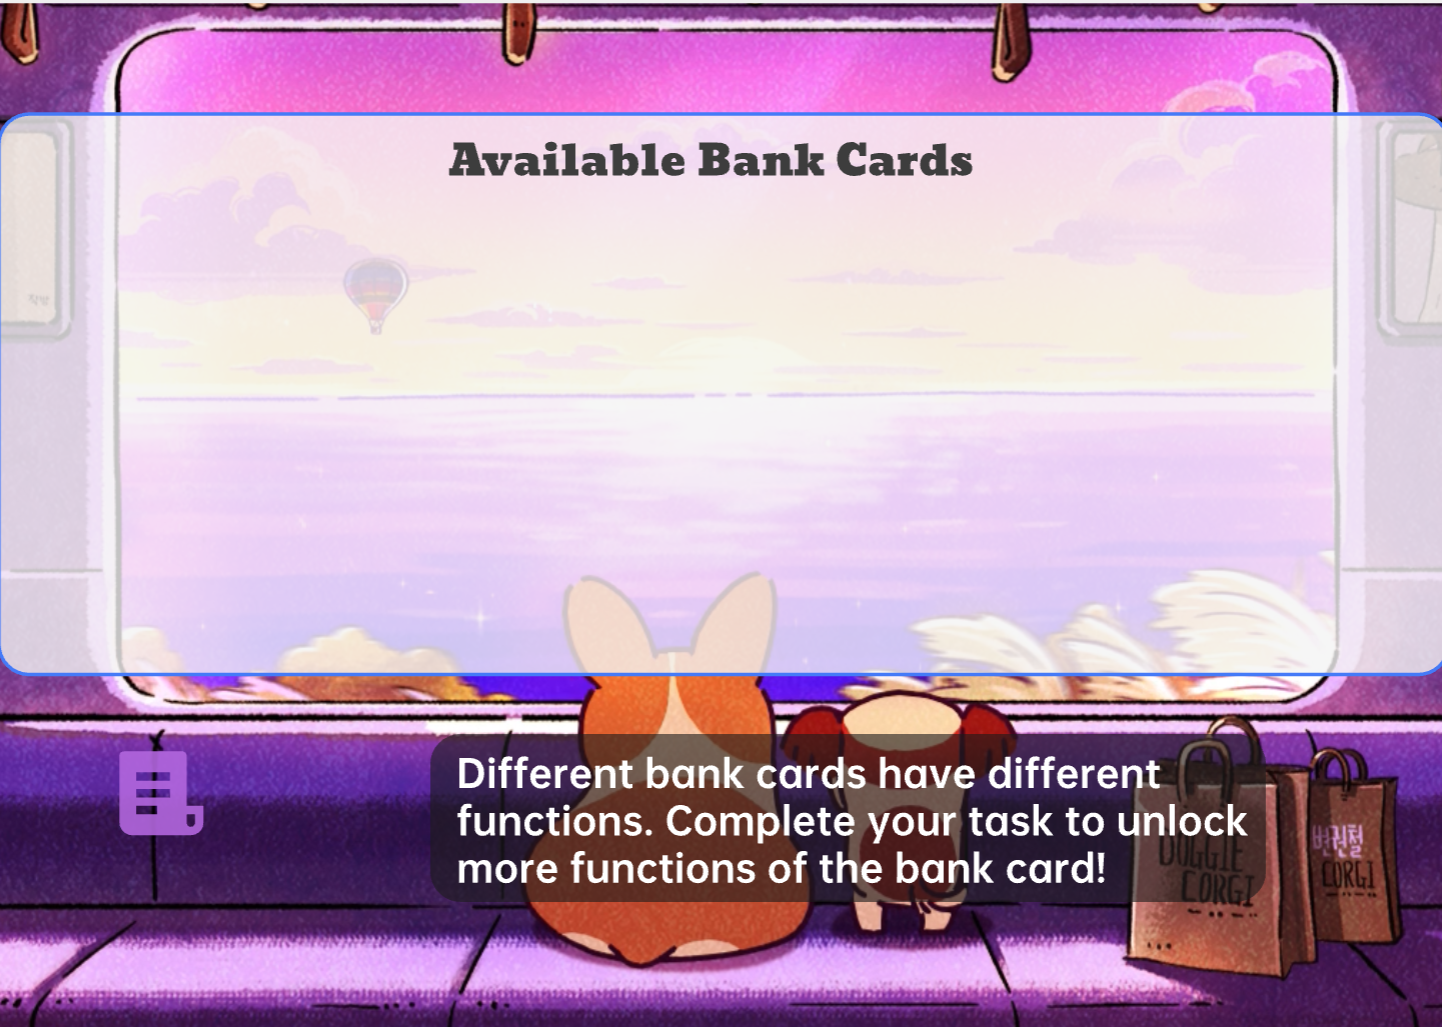 Available Bank Cards
Different bank cards have different
functions. Complete your task to unlock
more functions of the bank card!
DOGGIE
CORGI
CORGI